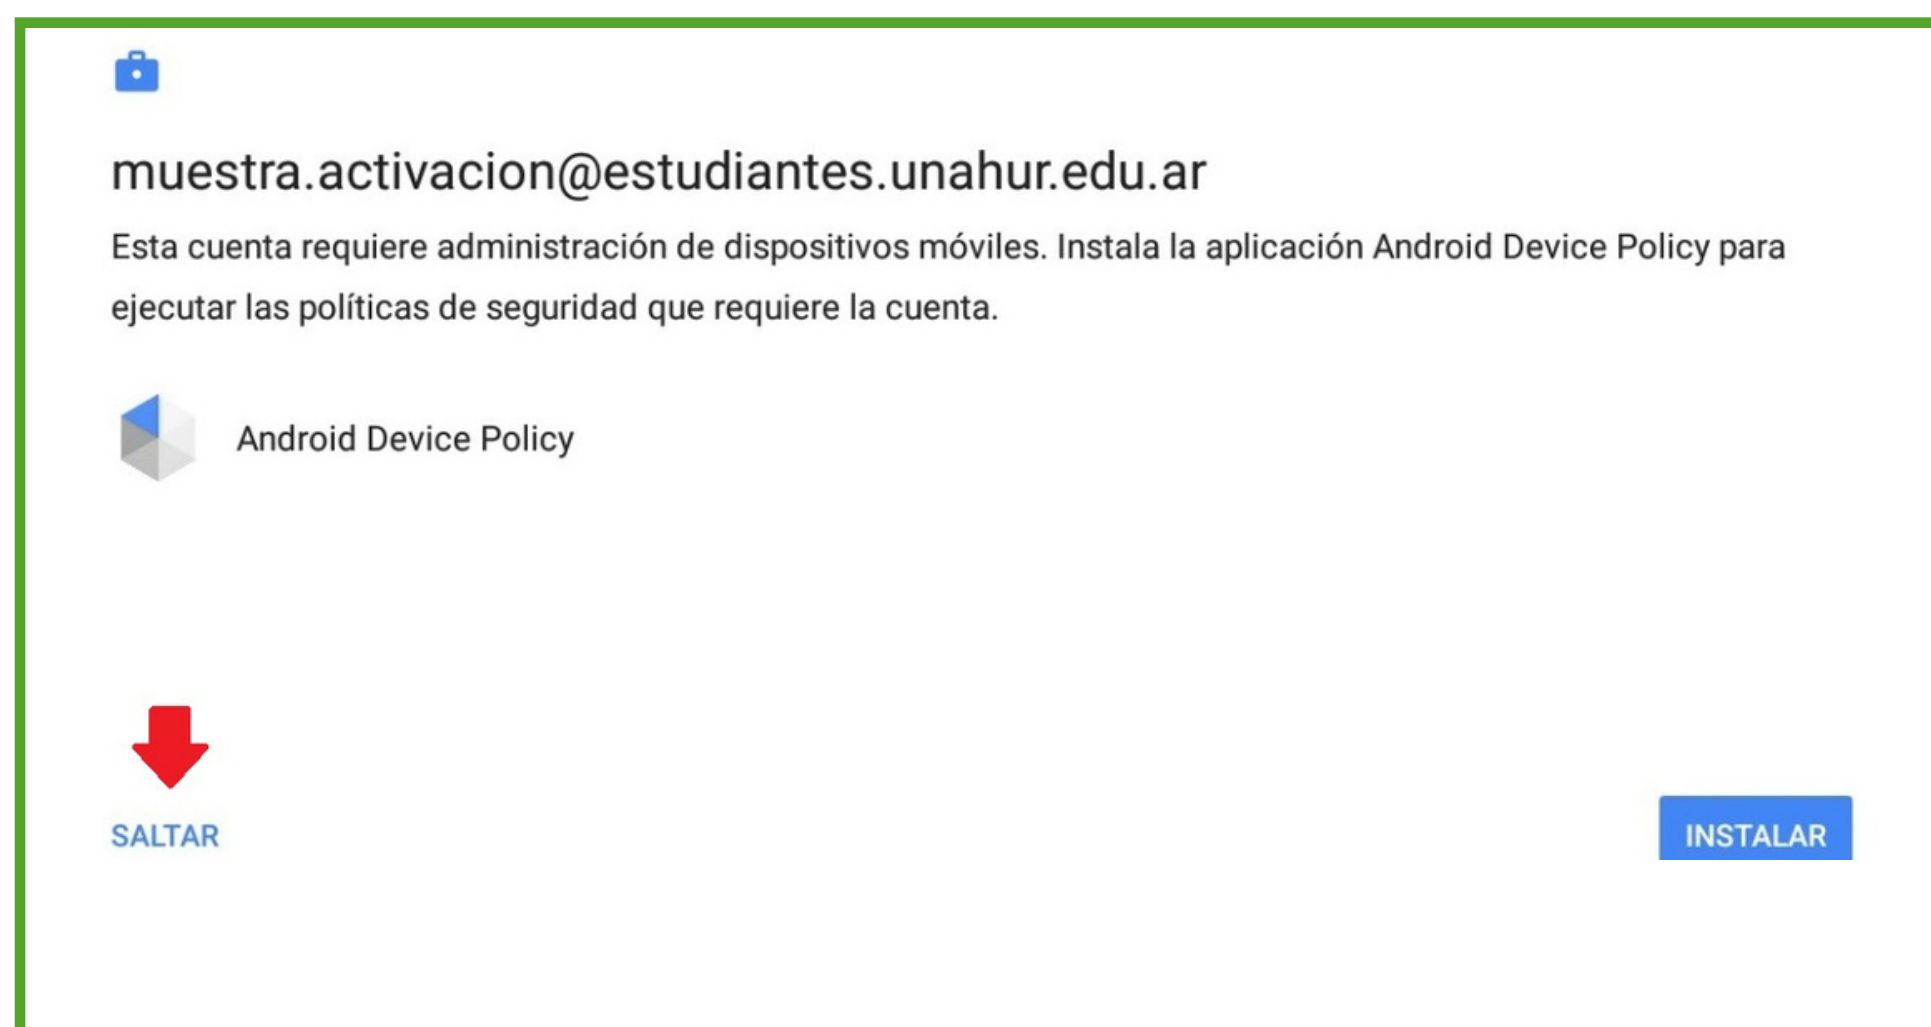 muestra.activacion@estudiantes.unahur.edu.ar
Esta cuenta requiere administración de dispositivos móviles. Instala la aplicación Android Device Policy para
ejecutar las políticas de seguridad que requiere la cuenta.
Android Device Policy
SALTAR
INSTALAR